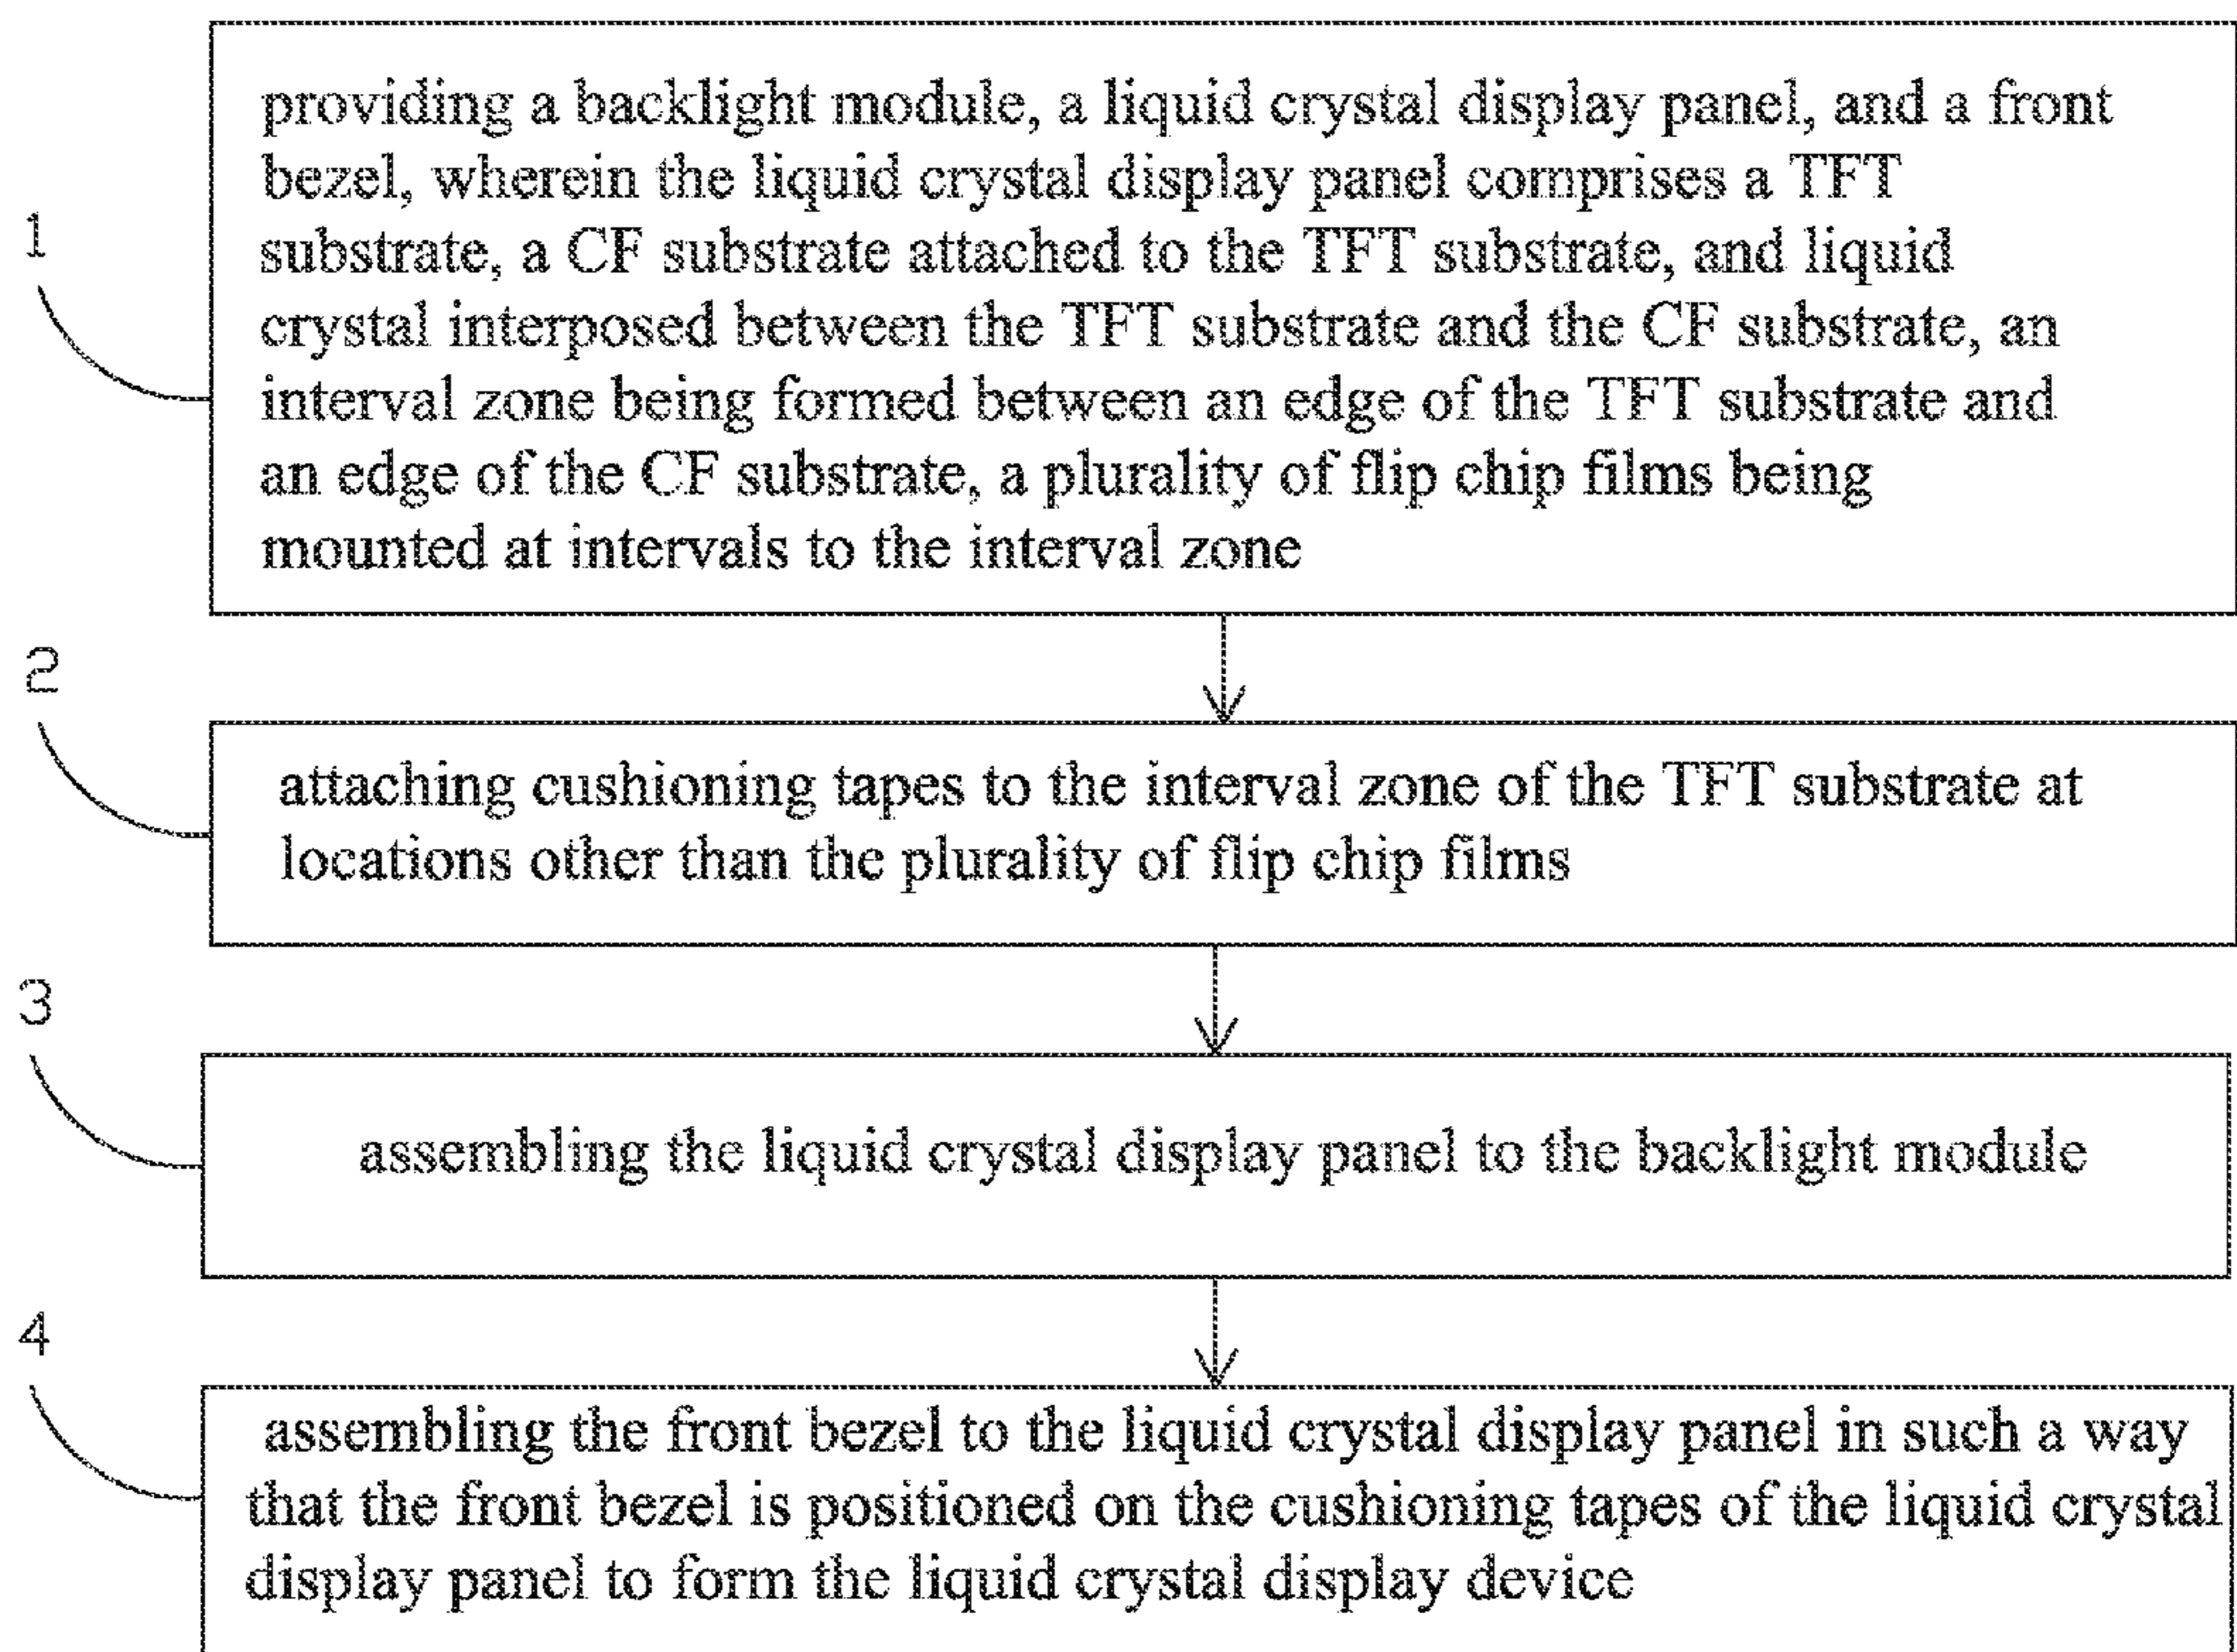 1
providing a backlight module, a liquid crystal display panel, and a front
bezel, wherein the liquid crystal display panel comprises a TFT
substrate, a CF substrate attached to the TFT substrate, and liquid
crystal interposed between the TFT substrate and the CF substrate, an
interval zone being formed between an edge of the TFT substrate and
an edge of the CF substrate, a plurality of flip chip films being
mounted at intervals to the interval zone
2
attaching cushioning tapes to the interval zone of the TFT substrate at
locations other than the plurality of flip chip films
3
assembling the liquid crystal display panel to the backlight module
4
assembling the front bezel to the liquid crystal display panel in such a way
that the front bezel is positioned on the cushioning tapes of the liquid crystal
display panel to form the liquid crystal display device